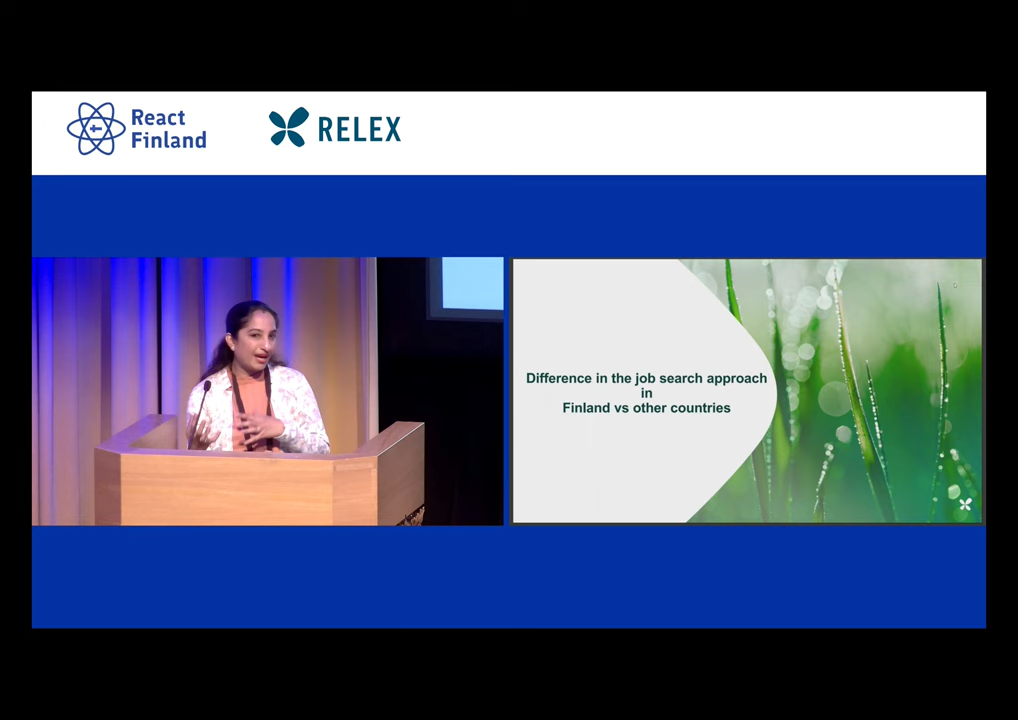 React
Finland
RELEX
Difference in the job search approach
in
Finland vs other countries